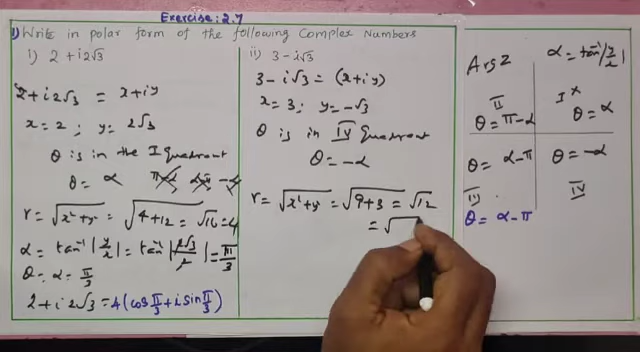 Exercise: 2.7
1) Write in polar form of the following Complex Numbers
i) 2 + i2√3
2 + i2√3 = x + iy
x = 2 ; y = 2√3
θ is in the I Quadrant
θ = α π-α α-π -α
r = √x²+y² = √4+12 = √16 = 4
α = tan⁻¹|y/x| = tan⁻¹|2√3/2| = π/3
θ = α = π/3
2 + i2√3 = 4(cos π/3 + i sin π/3)
ii) 3 - i√3
3 - i√3 = (x + iy)
x = 3 ; y = -√3
θ is in IV Quadrant
θ = -α
r = √x²+y² = √9+3 = √12
= √
Arg Z α = tan⁻¹|y/x|
II θ = π-α
I θ = α
θ = α-π III
θ = -α IV
θ = α-π